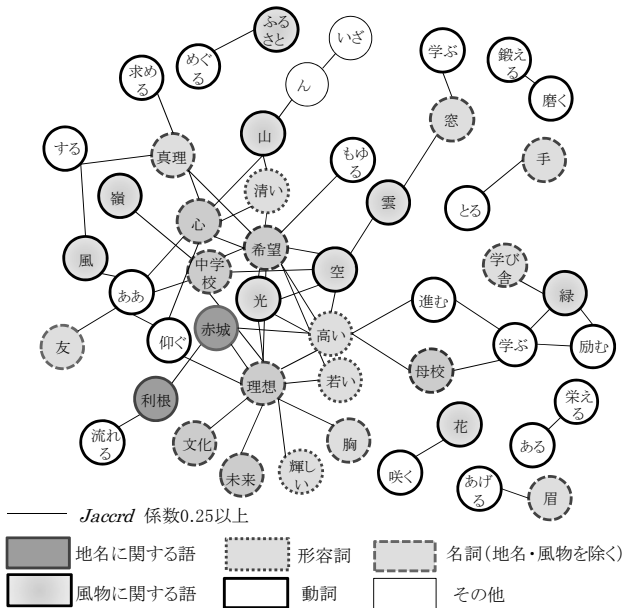 ふる
さと
いざ
めぐ
る
求め
る
学ぶ
鍛え
る
磨く
ん
窓
山
する
真理
もゆ
る
手
清い
嶺
雲
とる
心
希望
学び
舎
風
中学
校
空
緑
ああ
光
進む
友
赤城
仰ぐ
高い
学ぶ
励む
母校
若い
理想
利根
栄え
る
流れ
る
文化
胸
花
ある
未来
輝し
い
咲く
あげ
る
眉
Jaccrd 係数0.25以上
地名に関する語
形容詞
名詞(地名・風物を除く)
風物に関する語
動詞
その他